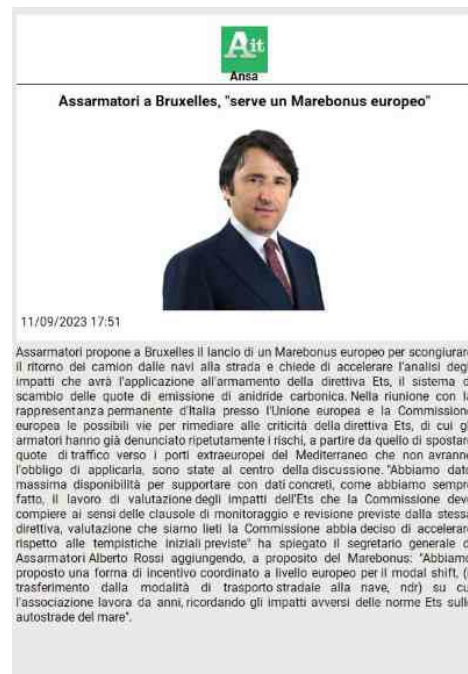 Ait
Ansa
Assarmatori a Bruxelles, "serve un Marebonus europeo"
11/09/2023 17:51
Assarmatori propone a Bruxelles il lancio di un Marebonus europeo per scongiurare
il ritorno dei camion dalle navi alla strada e chiede di accelerare l'analisi degl
impatti che avrà l'applicazione all'armamento della direttiva Ets, il sistema d
scambio delle quote di emissione di anidride carbonica. Nella riunione con la
rappresentanza permanente d'Italia presso l'Unione europea e la Commission
europea le possibili vie per rimediare alle criticità della direttiva Ets, di cui gl
armatori hanno già denunciato ripetutamente i rischi, a partire da quello di spostare
quote di traffico verso i porti extraeuropei del Mediterraneo che non avranno
l'obbligo di applicarla, sono state al centro della discussione. "Abbiamo dato
massima disponibilità per supportare con dati concreti, come abbiamo sempre
fatto, il lavoro di valutazione degli impatti dell'Ets che la Commissione deve
compiere ai sensi delle clausole di monitoraggio e revisione previste dalla stessa
direttiva, valutazione che siamo lieti la Commissione abbia deciso di accelerare
rispetto alle tempistiche iniziali previste" ha spiegato il segretario generale d
Assarmatori Alberto Rossi aggiungendo, a proposito del Marebonus: "Abbiamo
proposto una forma di incentivo coordinato a livello europeo per il modal shift, (i
trasferimento dalla modalità di trasporto stradale alla nave, ndr) su cu
l'associazione lavora da anni, ricordando gli impatti avversi delle norme Ets sulle
autostrade del mare".